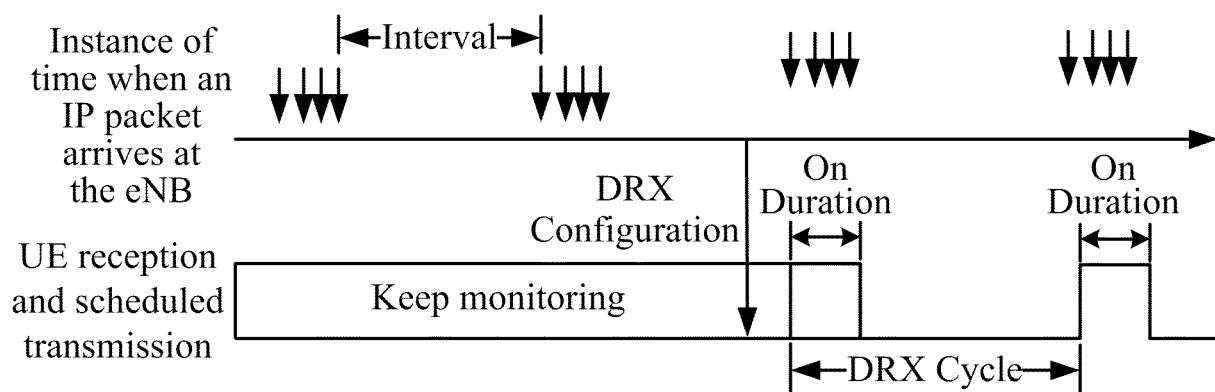 Instance of
time when an
IP packet
arrives at
the eNB
Interval
DRX
Configuration
On
Duration
On
Duration
UE reception
and scheduled
transmission
Keep monitoring
DRX Cycle